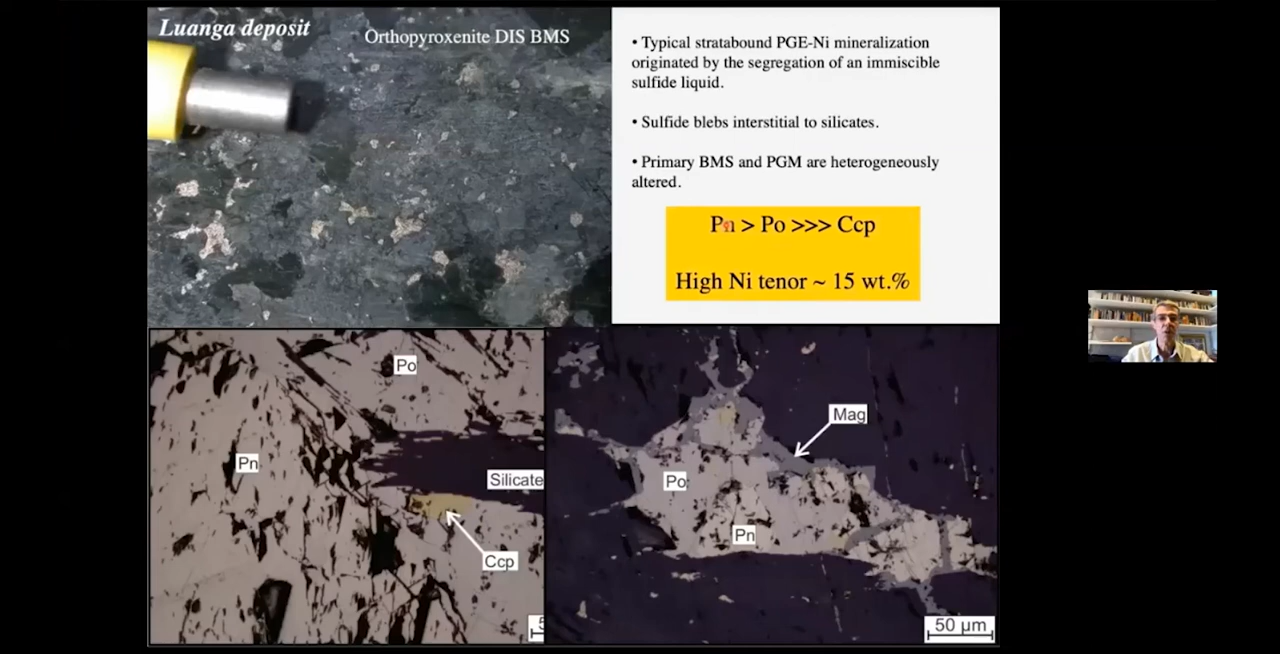 Luanga deposit
Orthopyroxenite DIS BMS
• Typical stratabound PGE-Ni mineralization
originated by the segregation of an immiscible
sulfide liquid.
• Sulfide blebs interstitial to silicates.
• Primary BMS and PGM are heterogeneously
altered.
Pn > Po >>> Ccp
High Ni tenor ~ 15 wt.%
Po
Pn
Silicate
Ccp
5
Mag
Po
Pn
50 µm